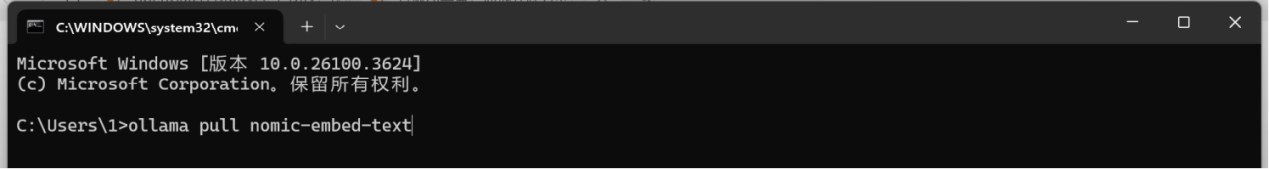 C:\WINDOWS\system32\cm
Microsoft Windows [版本 10.0.26100.3624]
(c) Microsoft Corporation。保留所有权利。
C:\Users\1>ollama pull nomic-embed-text